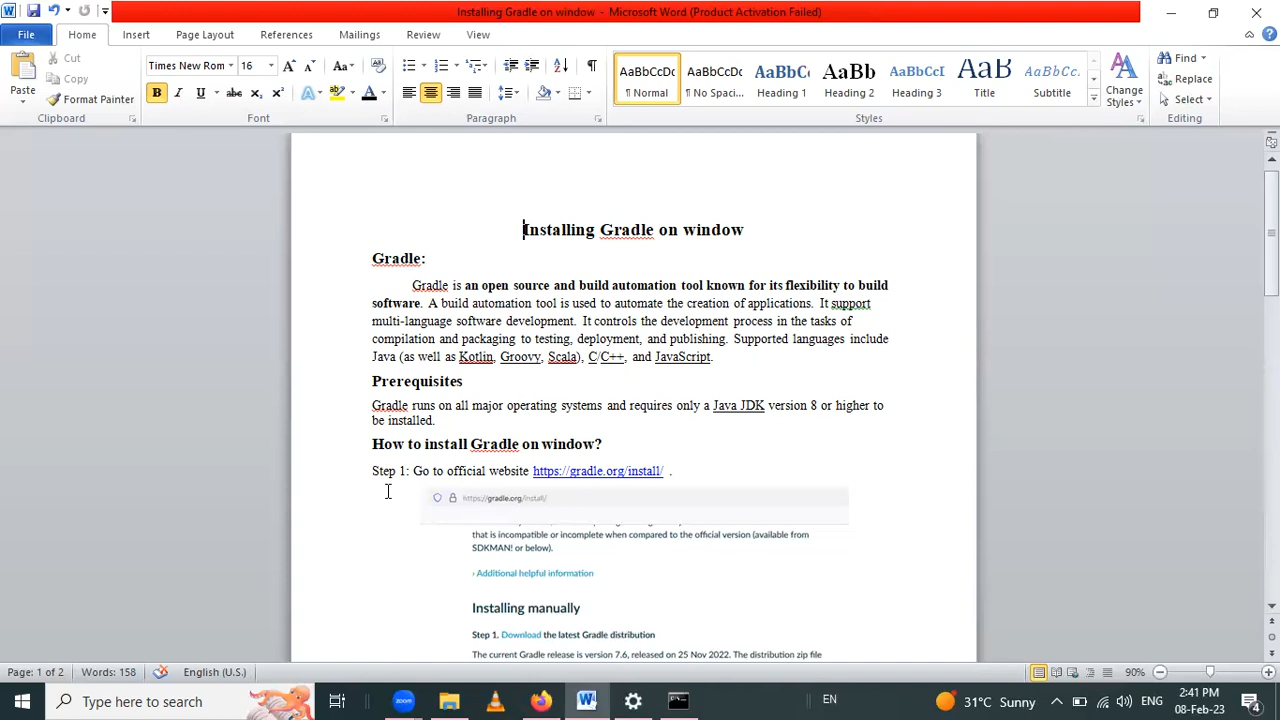 Installing Gradle on window - Microsoft Word (Product Activation Failed)
File Home Insert Page Layout References Mailings Review View
Paste Cut Copy Format Painter
Times New Rom 16
AaBbCcDc AaBbCcDc AaBbC AaBb AaBbCcI AaB AaBbCcI
¶ Normal ¶ No Spaci... Heading 1 Heading 2 Heading 3 Title Subtitle
Change Styles
Find
Replace
Select
Clipboard Font Paragraph Styles Editing
Installing Gradle on window
Gradle:
Gradle is an open source and build automation tool known for its flexibility to build
software. A build automation tool is used to automate the creation of applications. It support
multi-language software development. It controls the development process in the tasks of
compilation and packaging to testing, deployment, and publishing. Supported languages include
Java (as well as Kotlin, Groovy, Scala), C/C++, and JavaScript.
Prerequisites
Gradle runs on all major operating systems and requires only a Java JDK version 8 or higher to
be installed.
How to install Gradle on window?
Step 1: Go to official website https://gradle.org/install/ .
https://gradle.org/install/
that is incompatible or incomplete when compared to the official version (available from
SDKMAN! or below).
› Additional helpful information
Installing manually
Step 1. Download the latest Gradle distribution
The current Gradle release is version 7.6, released on 25 Nov 2022. The distribution zip file
Page: 1 of 2 Words: 158 English (U.S.) 90%
Type here to search zoom EN 31°C Sunny ENG 2:41 PM
08-Feb-23 4